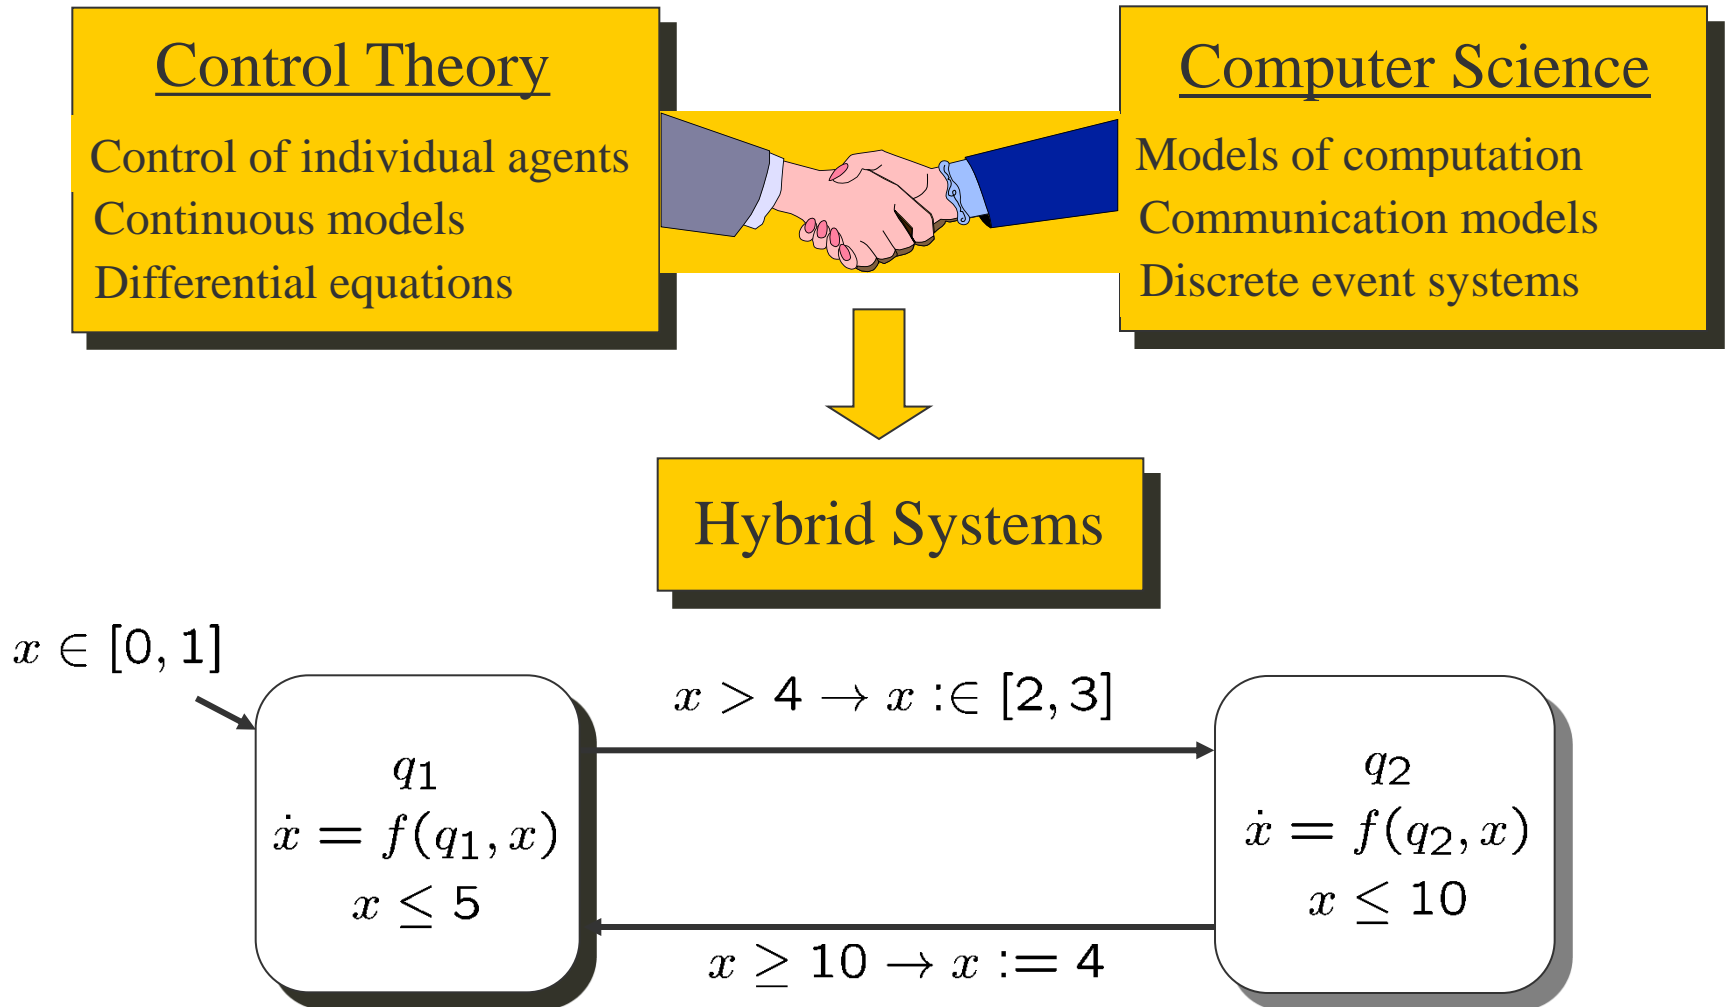 Control Theory
Control of individual agents
Continuous models
Differential equations
Computer Science
Models of computation
Communication models
Discrete event systems
Hybrid Systems
x ∈ [0, 1]
q₁
ẋ = f(q₁, x)
x ≤ 5
x > 4 → x :∈ [2, 3]
q₂
ẋ = f(q₂, x)
x ≤ 10
x ≥ 10 → x := 4